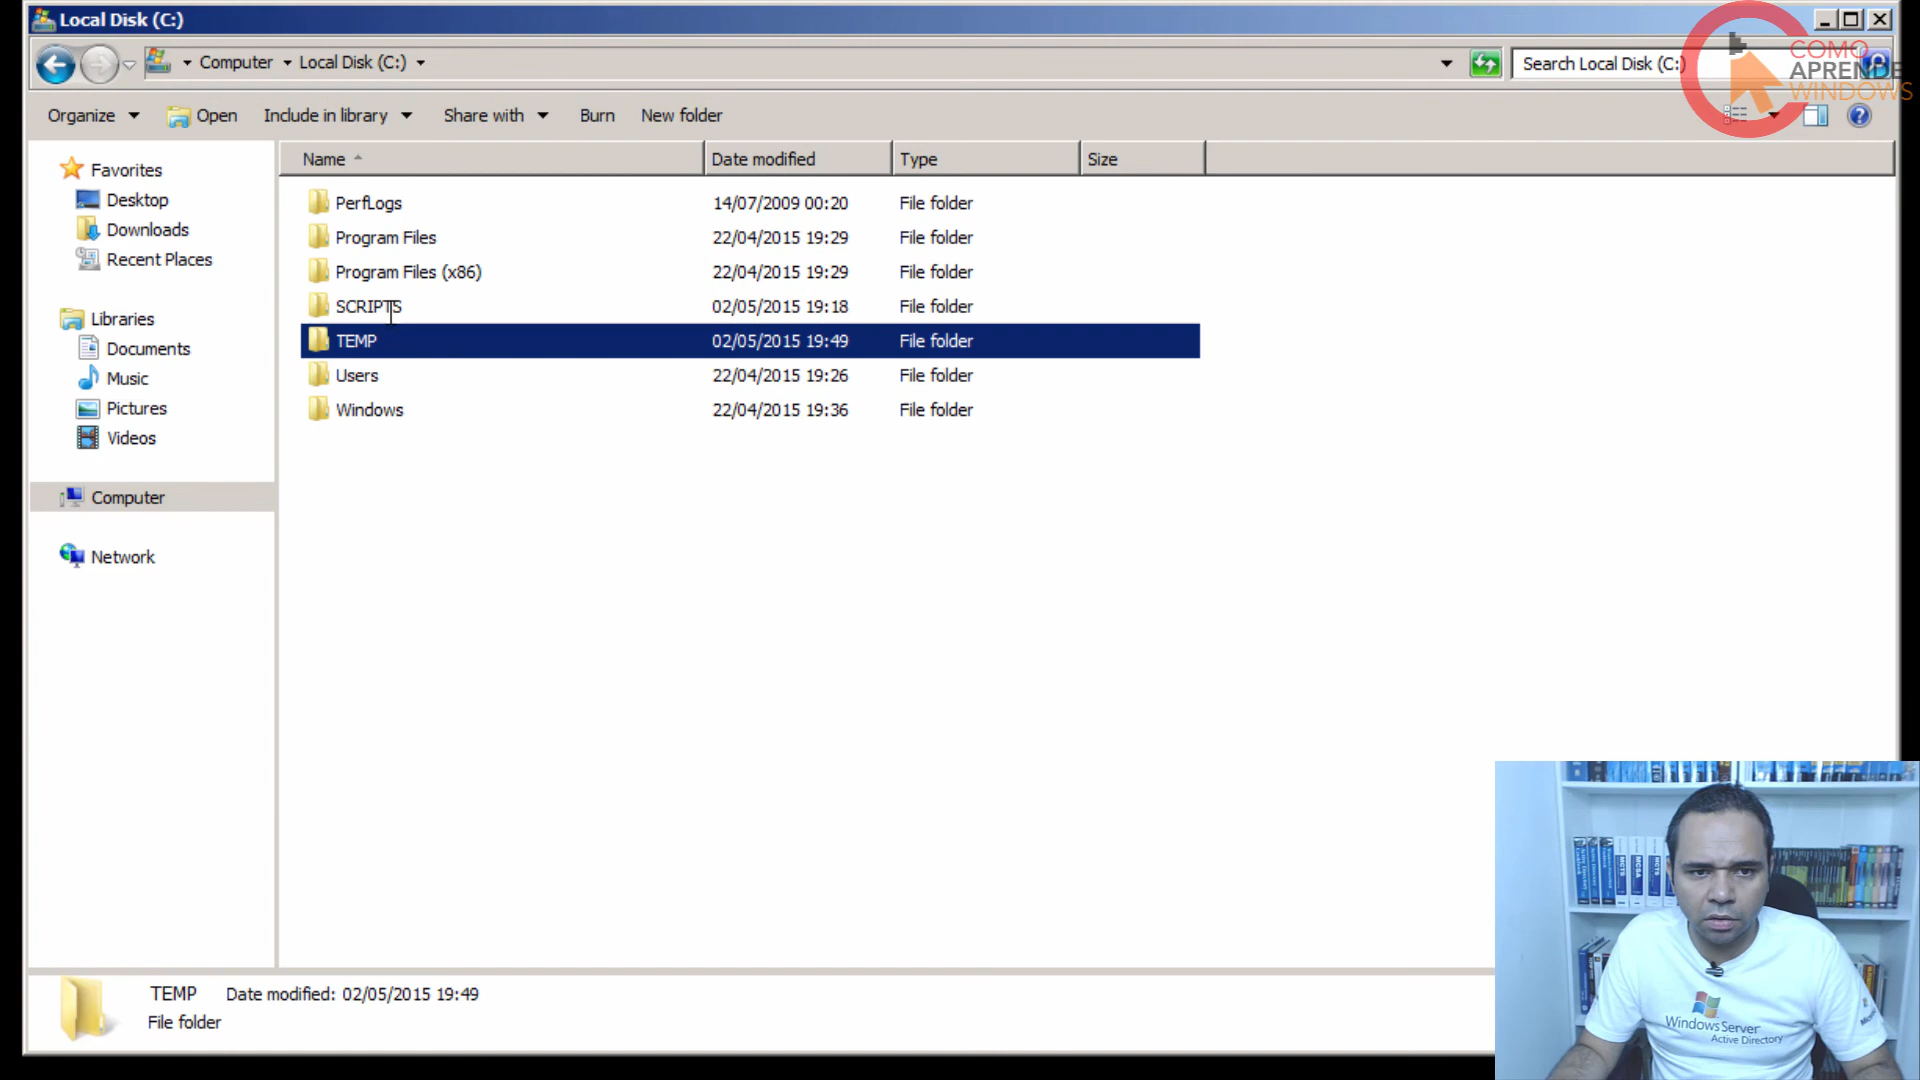 Local Disk (C:)
Computer Local Disk (C:)
Search Local Disk (C:)
COMO
APRENDE
WINDOWS
Organize Open Include in library Share with Burn New folder
Name Date modified Type Size
Favorites
Desktop
Downloads
Recent Places
Libraries
Documents
Music
Pictures
Videos
Computer
Network
PerfLogs 14/07/2009 00:20 File folder
Program Files 22/04/2015 19:29 File folder
Program Files (x86) 22/04/2015 19:29 File folder
SCRIPTS 02/05/2015 19:18 File folder
TEMP 02/05/2015 19:49 File folder
Users 22/04/2015 19:26 File folder
Windows 22/04/2015 19:36 File folder
TEMP Date modified: 02/05/2015 19:49
File folder
MCTS MCSA MCTS
Windows Server
Active Directory